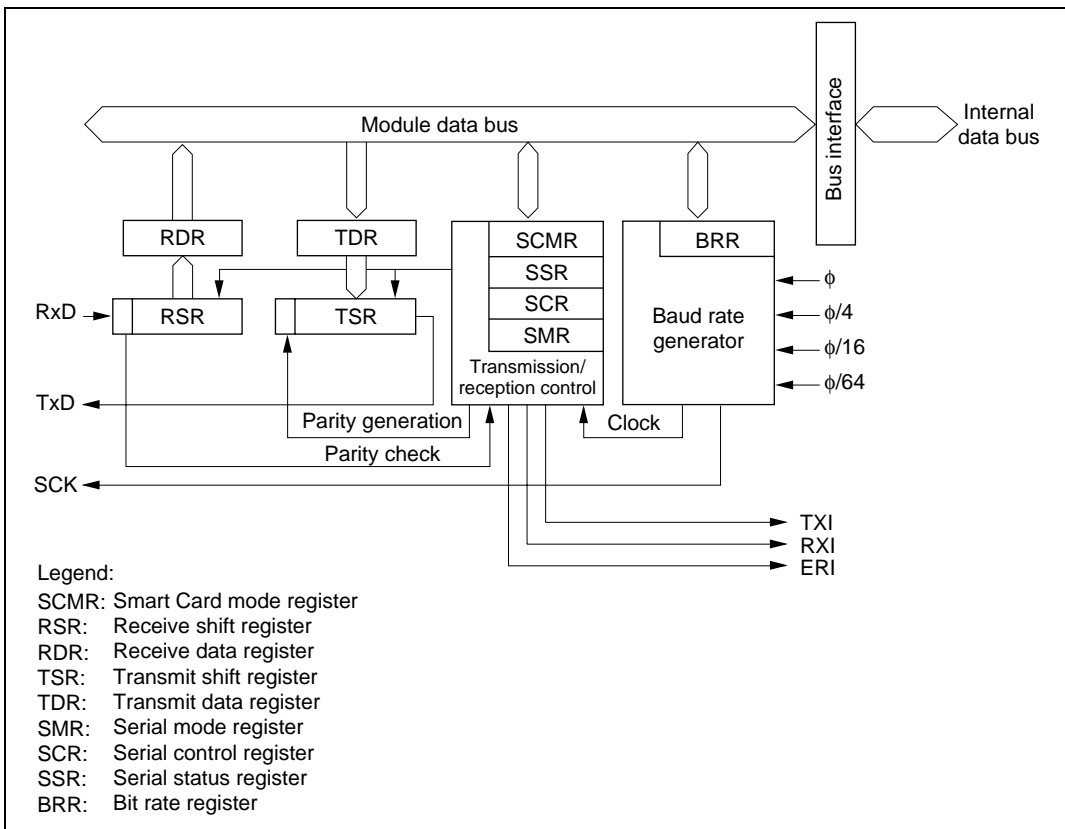 Module data bus
Bus interface
Internal
data bus
RDR
TDR
SCMR
SSR
SCR
SMR
Transmission/
reception control
BRR
Baud rate
generator
ϕ
ϕ/4
ϕ/16
ϕ/64
RxD
RSR
TSR
TxD
Parity generation
Parity check
Clock
SCK
TXI
RXI
ERI
Legend:
SCMR: Smart Card mode register
RSR: Receive shift register
RDR: Receive data register
TSR: Transmit shift register
TDR: Transmit data register
SMR: Serial mode register
SCR: Serial control register
SSR: Serial status register
BRR: Bit rate register